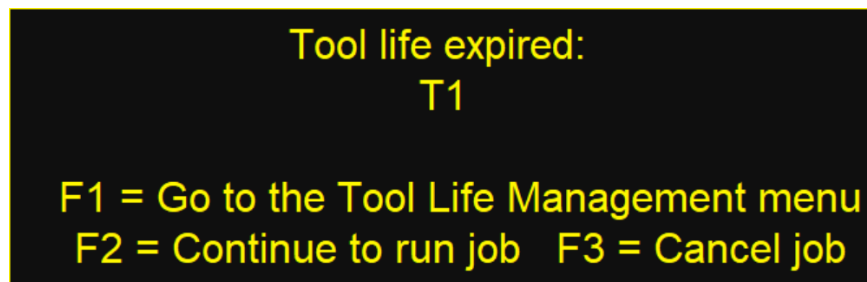 Tool life expired:
T1
F1 = Go to the Tool Life Management menu
F2 = Continue to run job F3 = Cancel job